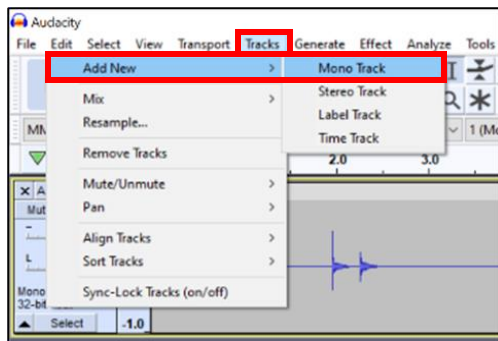 Audacity
File Edit Select View Transport Tracks Generate Effect Analyze Tools
Add New > Mono Track
Stereo Track
Mix >
Label Track
Resample...
1 (Mo
Time Track
Remove Tracks
2.0 3.0
Mute/Unmute >
× A
Mut
Pan >
Align Tracks >
L
Sort Tracks >
Mono
32-bit
Sync-Lock Tracks (on/off)
Select -1.0